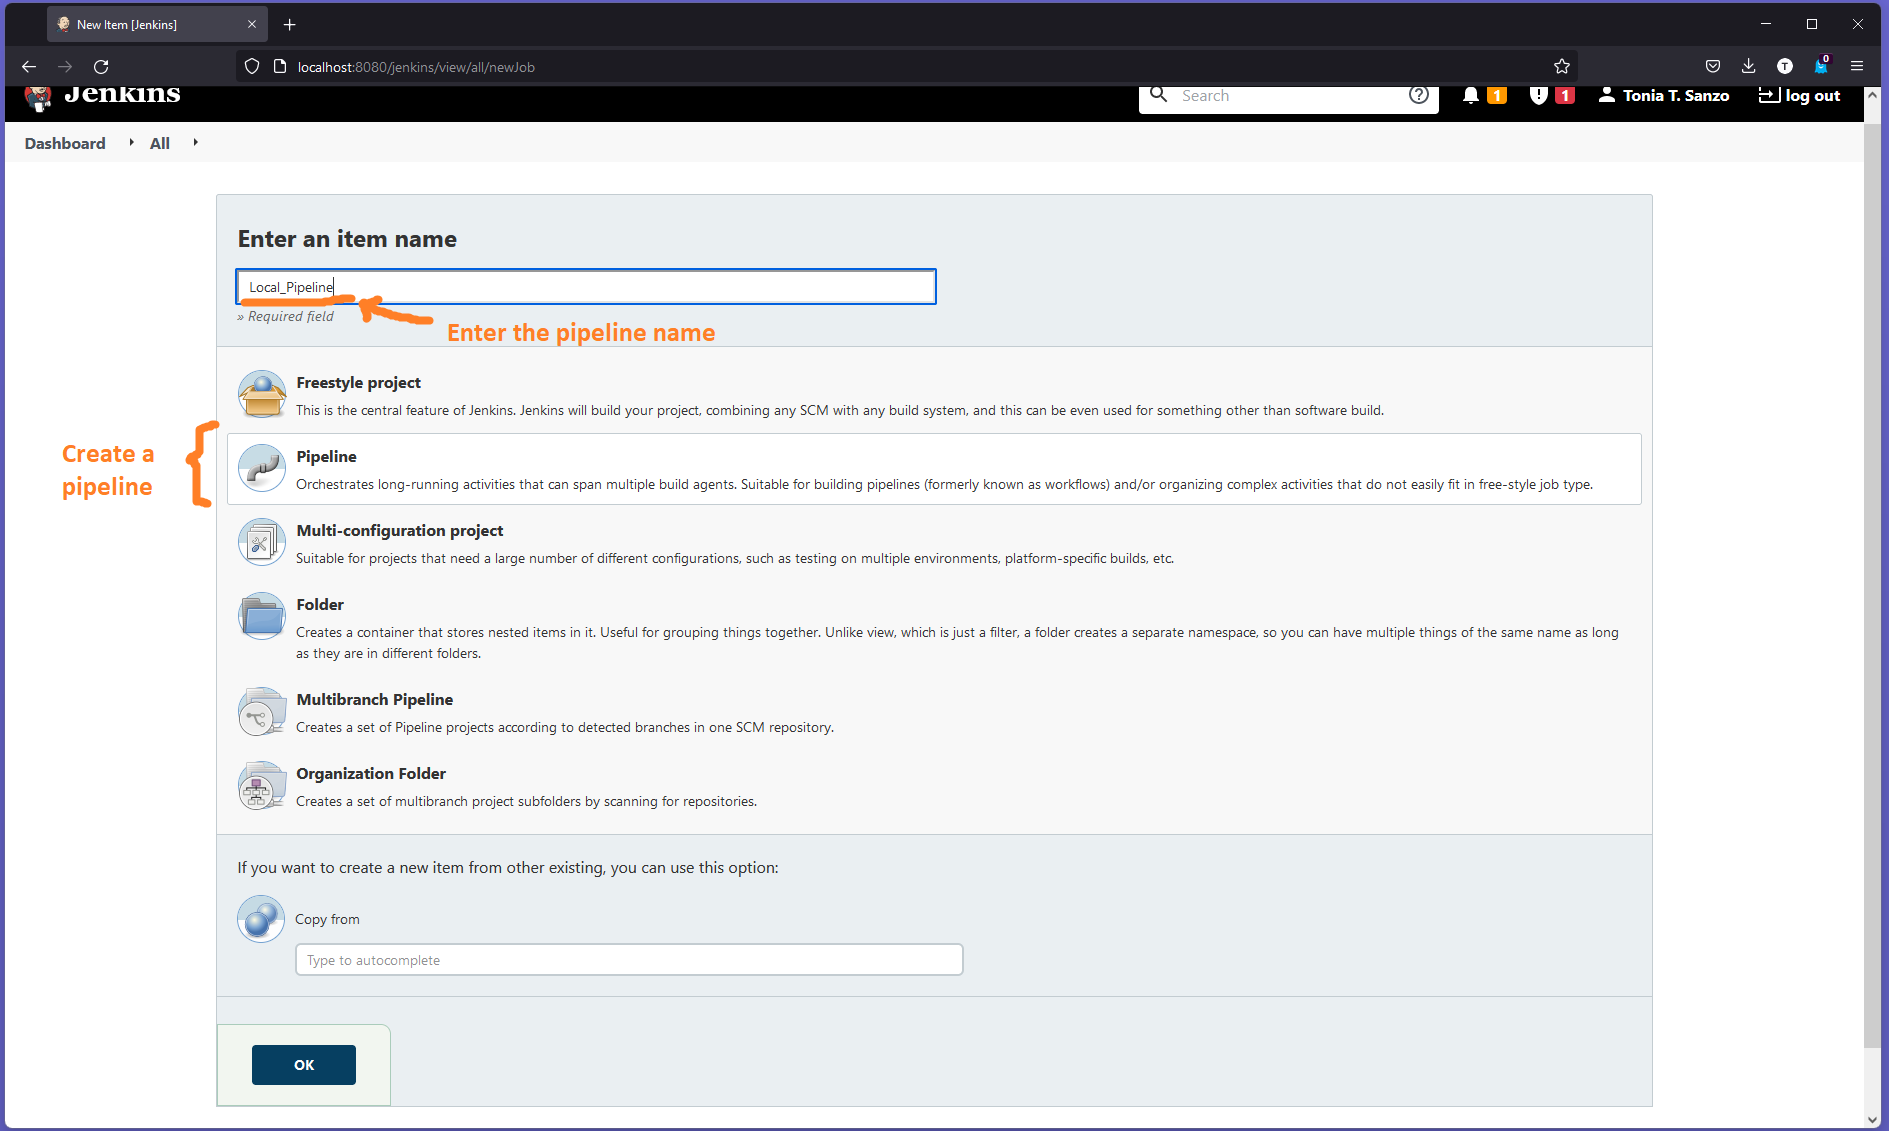 New Item [Jenkins]
localhost:8080/jenkins/view/all/newJob
0
T
Jenkins
Search
1
1
Tonia T. Sanzo
log out
Dashboard
All
Enter an item name
Local_Pipeline
» Required field
Enter the pipeline name
Freestyle project
This is the central feature of Jenkins. Jenkins will build your project, combining any SCM with any build system, and this can be even used for something other than software build.
Create a
pipeline
Pipeline
Orchestrates long-running activities that can span multiple build agents. Suitable for building pipelines (formerly known as workflows) and/or organizing complex activities that do not easily fit in free-style job type.
Multi-configuration project
Suitable for projects that need a large number of different configurations, such as testing on multiple environments, platform-specific builds, etc.
Folder
Creates a container that stores nested items in it. Useful for grouping things together. Unlike view, which is just a filter, a folder creates a separate namespace, so you can have multiple things of the same name as long
as they are in different folders.
Multibranch Pipeline
Creates a set of Pipeline projects according to detected branches in one SCM repository.
Organization Folder
Creates a set of multibranch project subfolders by scanning for repositories.
If you want to create a new item from other existing, you can use this option:
Copy from
Type to autocomplete
OK